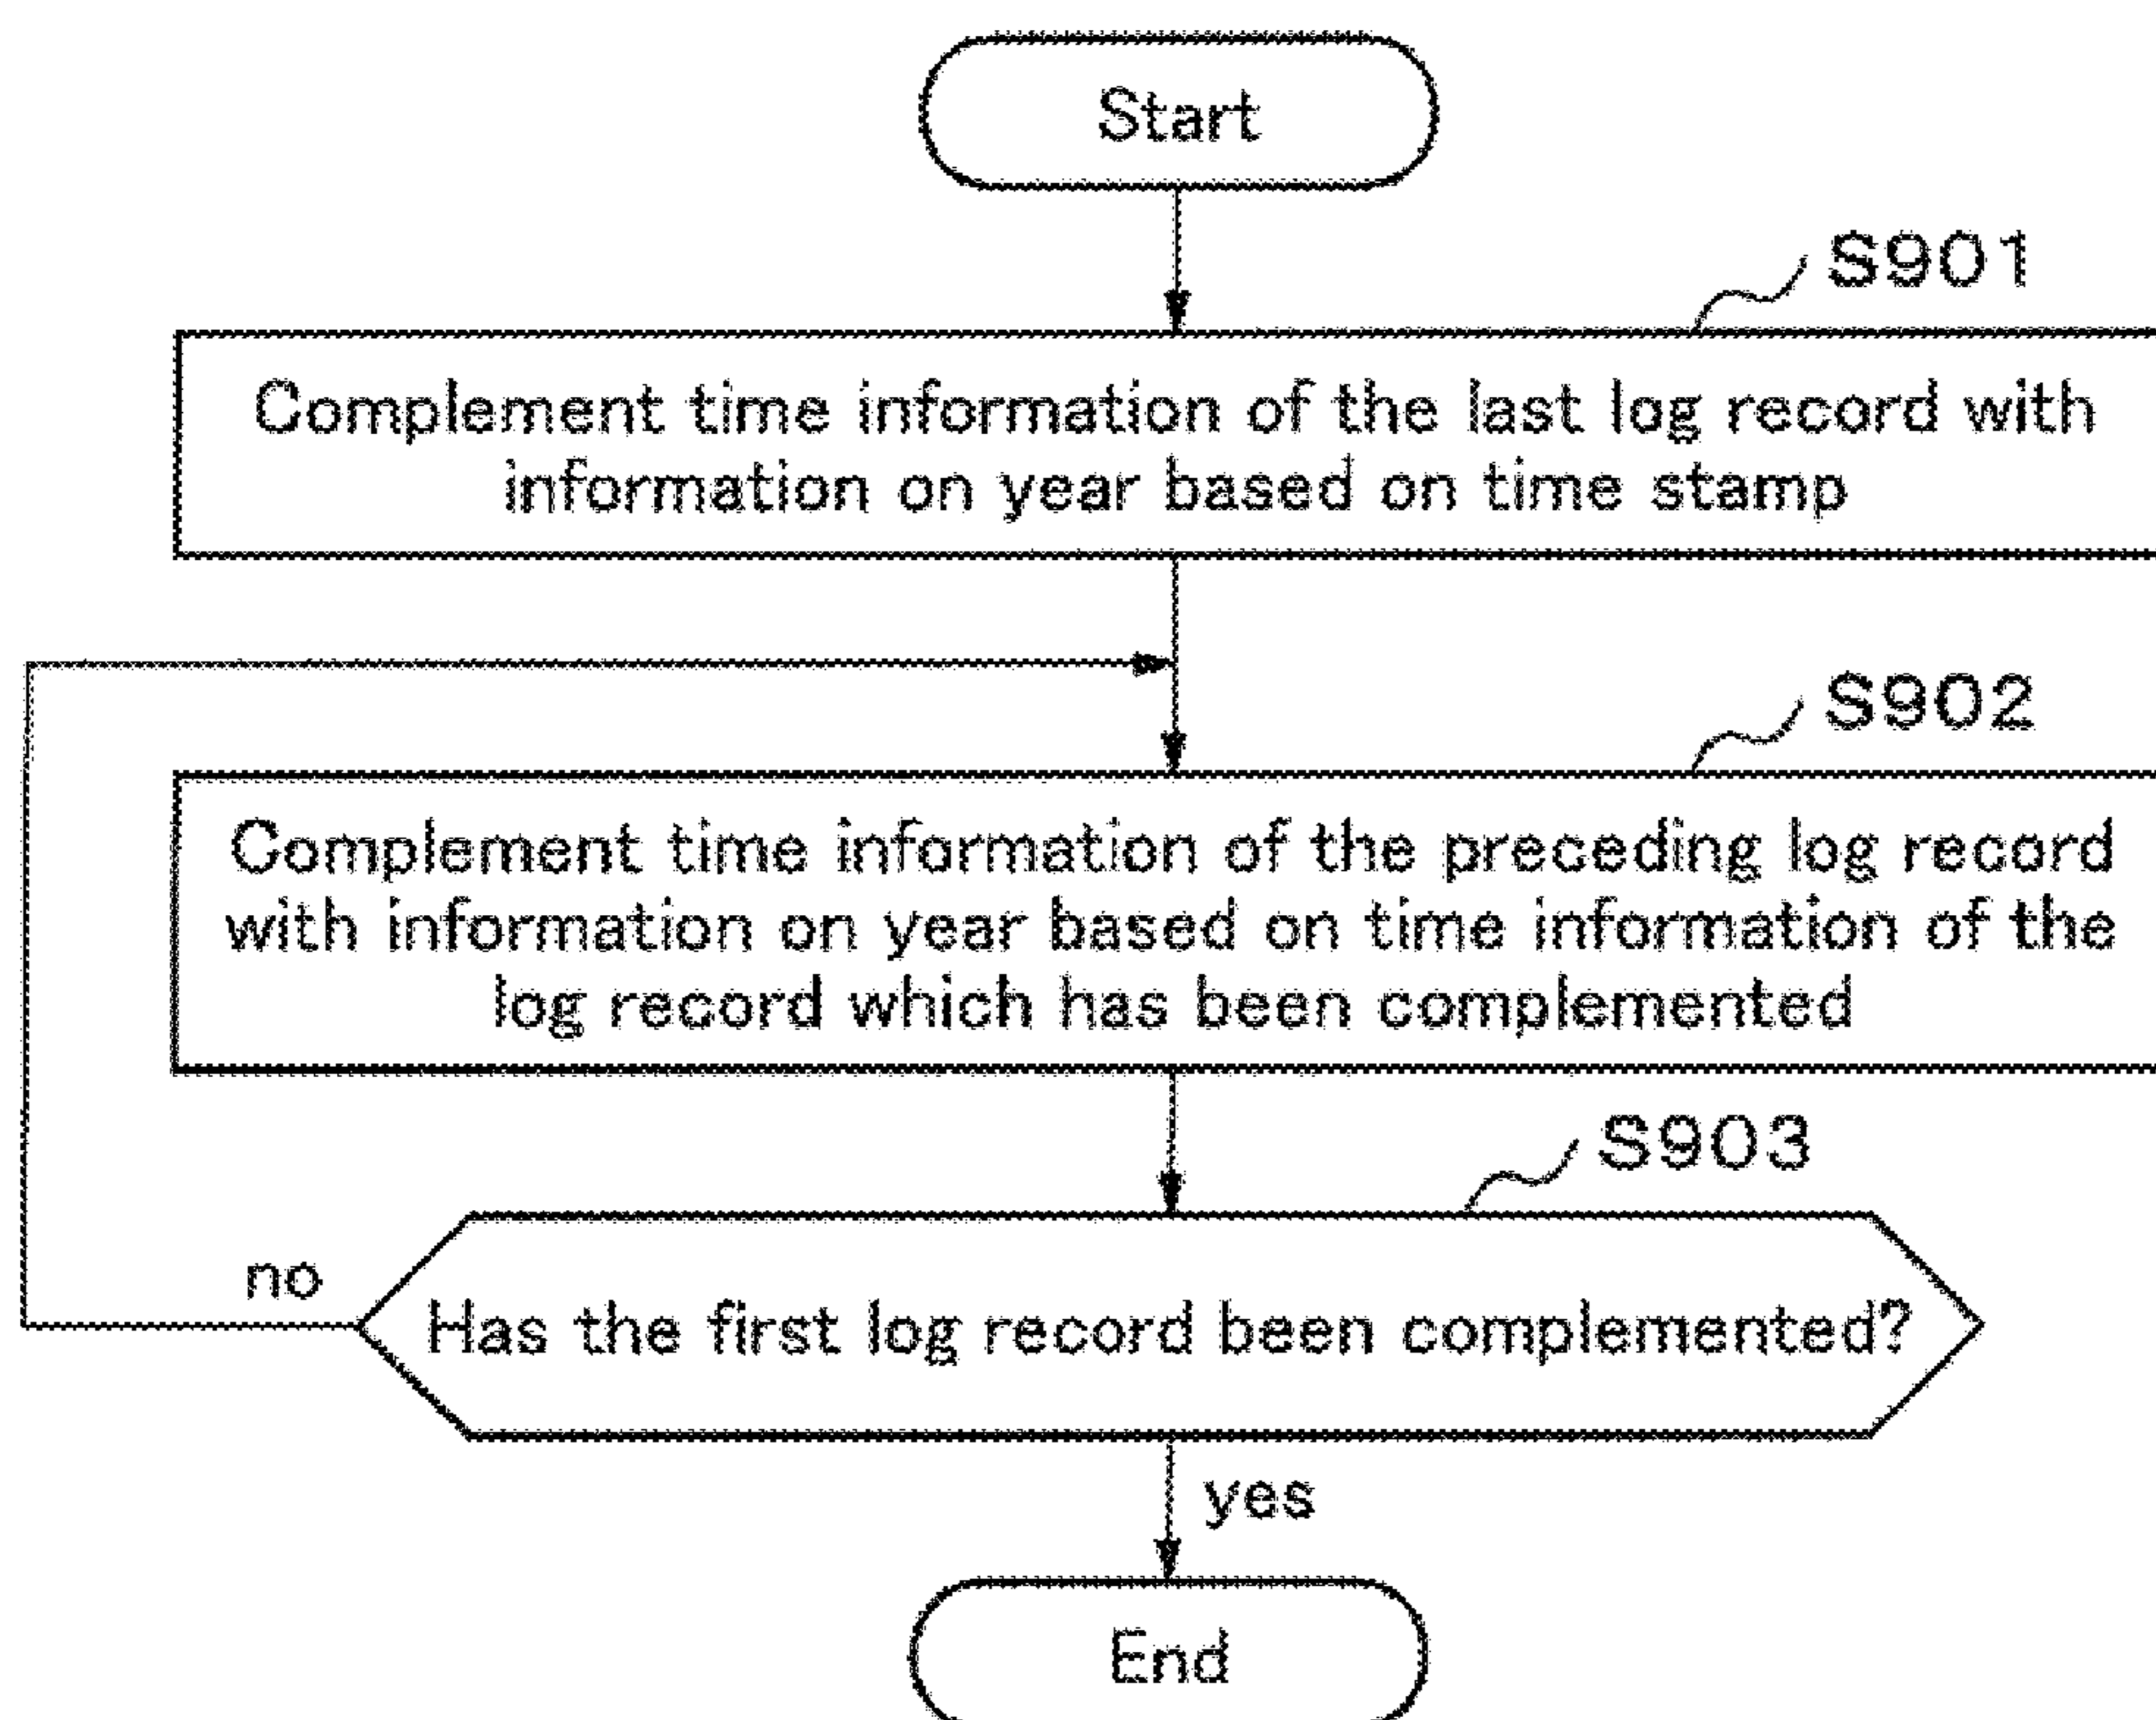 Start
S901
Complement time information of the last log record with
information on year based on time stamp
S902
Complement time information of the preceding log record
with information on year based on time information of the
log record which has been complemented
S903
no
Has the first log record been complemented?
yes
End